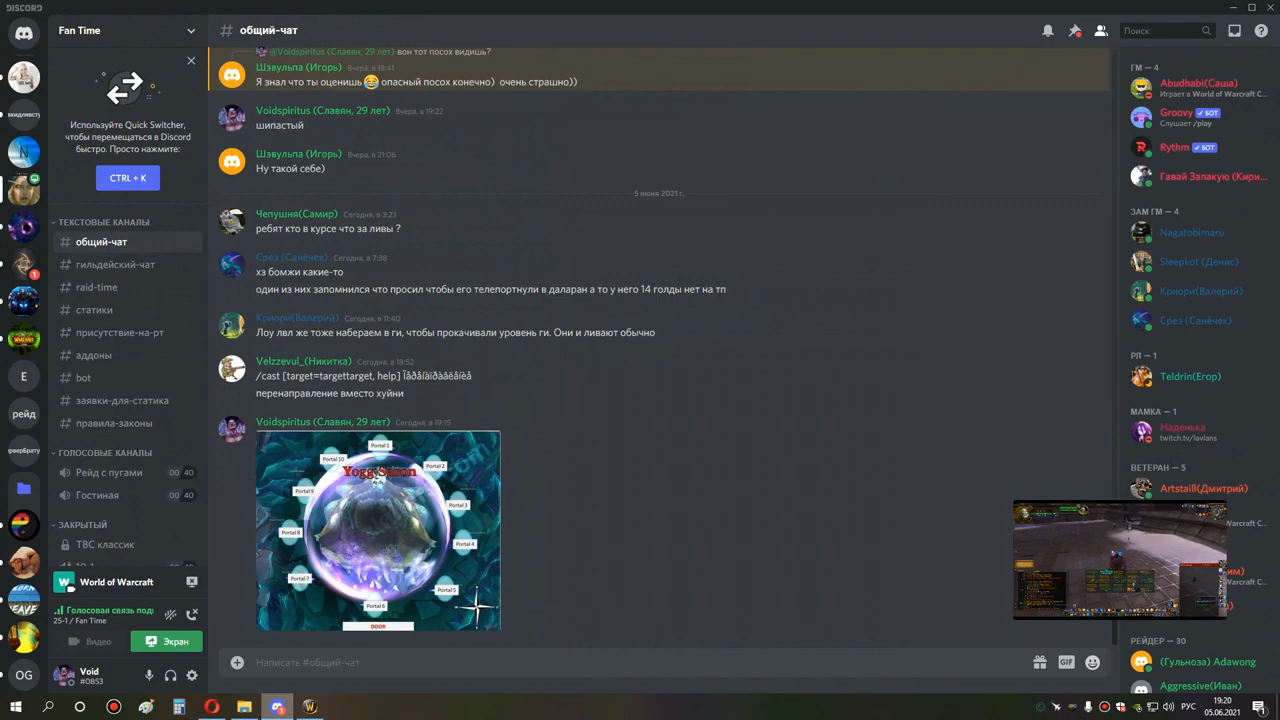 DISCORD
Fan Time
# общий-чат
Поиск
Используйте Quick Switcher,
чтобы перемещаться в Discord
быстро. Просто нажмите:
CTRL + K
ТЕКСТОВЫЕ КАНАЛЫ
# общий-чат
# гильдейский-чат
# raid-time
# статики
# присутствие-на-рт
# аддоны
# bot
# заявки-для-статика
# правила-законы
ГОЛОСОВЫЕ КАНАЛЫ
Рейд с пугами 00 40
Гостиная 00 40
ЗАКРЫТЫЙ
TBC классик
World of Warcraft
Голосовая связь подк
25-1 / Fan Time
Видео
Экран
Void
#0853
1
E
рейд
OG
@Voidspiritus (Славян, 29 лет) вон тот посох видишь?
Шэвульпа (Игорь) Вчера, в 18:41
Я знал что ты оценишь 😂 опасный посох конечно) очень страшно))
Voidspiritus (Славян, 29 лет) Вчера, в 19:22
шипастый
Шэвульпа (Игорь) Вчера, в 21:06
Ну такой себе)
5 июня 2021 г.
Чепушня(Самир) Сегодня, в 3:23
ребят кто в курсе что за ливы ?
Срез (Санёчек) Сегодня, в 7:38
хз бомжи какие-то
один из них запомнился что просил чтобы его телепортнули в даларан а то у него 14 голды нет на тп
Криори(Валерий) Сегодня, в 11:40
Лоу лвл же тоже набераем в ги, чтобы прокачивали уровень ги. Они и ливают обычно
Velzzevul_(Никитка) Сегодня, в 18:52
/cast [target=targettarget, help] Ïåðåíàïðàâëåíèå
перенаправление вместо хуйни
Voidspiritus (Славян, 29 лет) Сегодня, в 19:15
Portal 1
Portal 10
Portal 2
Yogg Saron
Portal 9
Portal 3
Portal 8
Portal 4
Portal 7
Portal 5
Portal 6
DOOR
Написать #общий-чат
GIF
ГМ — 4
Abudhabi(Саша)
Играет в World of Warcraft C...
Groovy ✓ БОТ
Слушает /play
Rythm ✓ БОТ
Гавай Запакую (Кири...
ЗАМ ГМ — 4
Nagatobimaru
Sleepkot (Денис)
Криори(Валерий)
Срез (Санёчек)
РЛ — 1
Teldrin(Егор)
МАМКА — 1
Наденька
twitch.tv/lavlans
ВЕТЕРАН — 5
Artstaill(Дмитрий)
РЕЙДЕР — 30
(Гульноза) Adawong
Aggressive(Иван)
РУС
19:20
05.06.2021